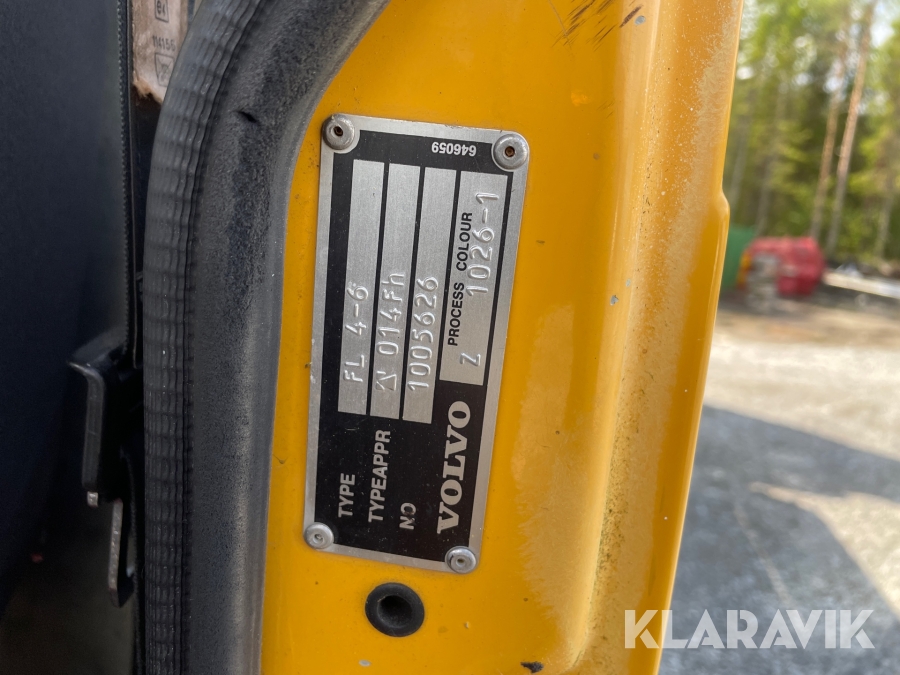 TYPE FL 4-6
TYPEAPPR 014Fh
NO 1005626
PROCESS COLOUR
VOLVO Z 1026-1
646059
KLARAVIK